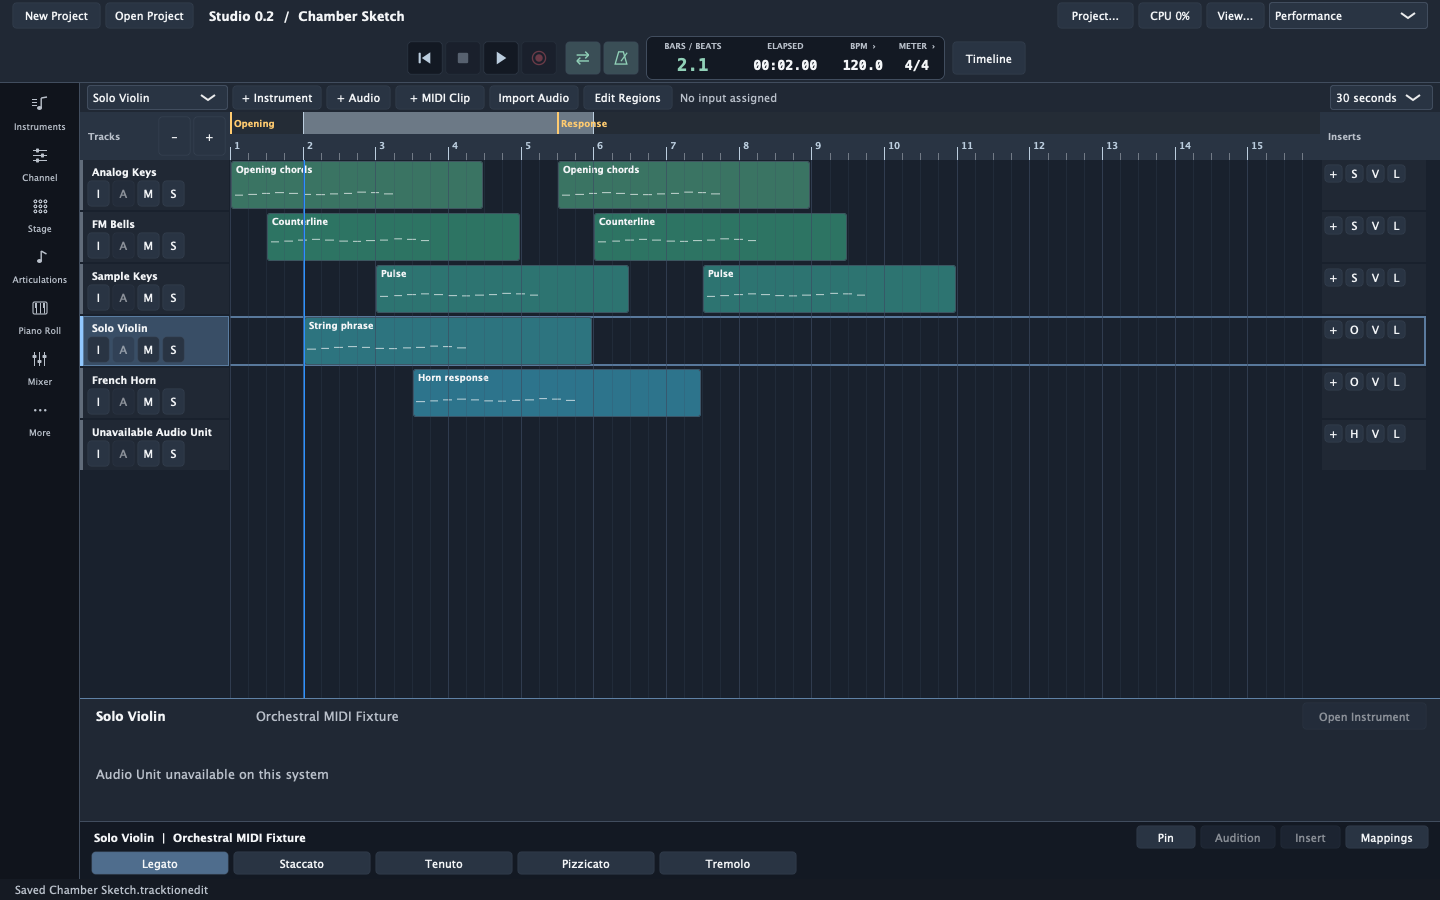 New Project Open Project Studio 0.2 / Chamber Sketch Project... CPU 0% View... Performance
BARS / BEATS ELAPSED BPM › METER ›
2.1 00:02.00 120.0 4/4 Timeline
Solo Violin + Instrument + Audio + MIDI Clip Import Audio Edit Regions No input assigned 30 seconds
Instruments
Channel
Stage
Articulations
Piano Roll
Mixer
More
Opening Response
Tracks - + Inserts
1 2 3 4 5 6 7 8 9 10 11 12 13 14 15
Analog Keys Opening chords Opening chords
I A M S + S V L
FM Bells Counterline Counterline
I A M S + S V L
Sample Keys Pulse Pulse
I A M S + S V L
Solo Violin String phrase
I A M S + O V L
French Horn Horn response
I A M S + O V L
Unavailable Audio Unit
I A M S + H V L
Solo Violin Orchestral MIDI Fixture Open Instrument
Audio Unit unavailable on this system
Solo Violin | Orchestral MIDI Fixture Pin Audition Insert Mappings
Legato Staccato Tenuto Pizzicato Tremolo
Saved Chamber Sketch.tracktionedit